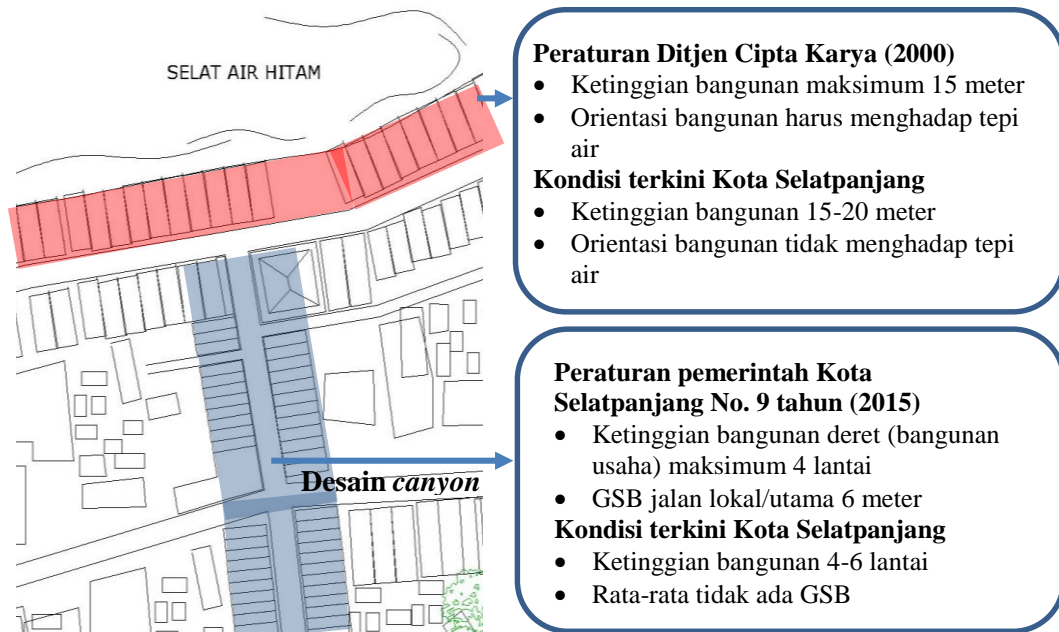 SELAT AIR HITAM
Peraturan Ditjen Cipta Karya (2000)
• Ketinggian bangunan maksimum 15 meter
• Orientasi bangunan harus menghadap tepi
air
Kondisi terkini Kota Selatpanjang
• Ketinggian bangunan 15-20 meter
• Orientasi bangunan tidak menghadap tepi
air
Desain canyon
Peraturan pemerintah Kota
Selatpanjang No. 9 tahun (2015)
• Ketinggian bangunan deret (bangunan
usaha) maksimum 4 lantai
• GSB jalan lokal/utama 6 meter
Kondisi terkini Kota Selatpanjang
• Ketinggian bangunan 4-6 lantai
• Rata-rata tidak ada GSB